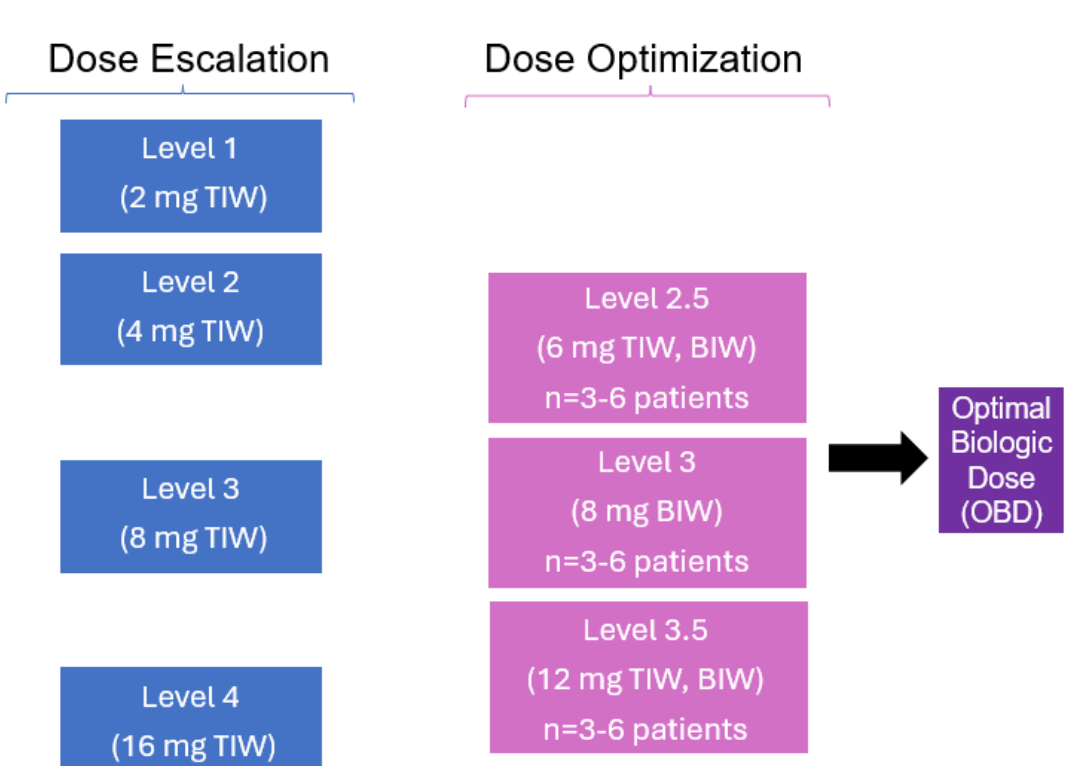 Dose Escalation
Dose Optimization
Level 1
(2 mg TIW)
Level 2
(4 mg TIW)
Level 3
(8 mg TIW)
Level 4
(16 mg TIW)
Level 2.5
(6 mg TIW, BIW)
n=3-6 patients
Level 3
(8 mg BIW)
n=3-6 patients
Level 3.5
(12 mg TIW, BIW)
n=3-6 patients
Optimal
Biologic
Dose
(OBD)